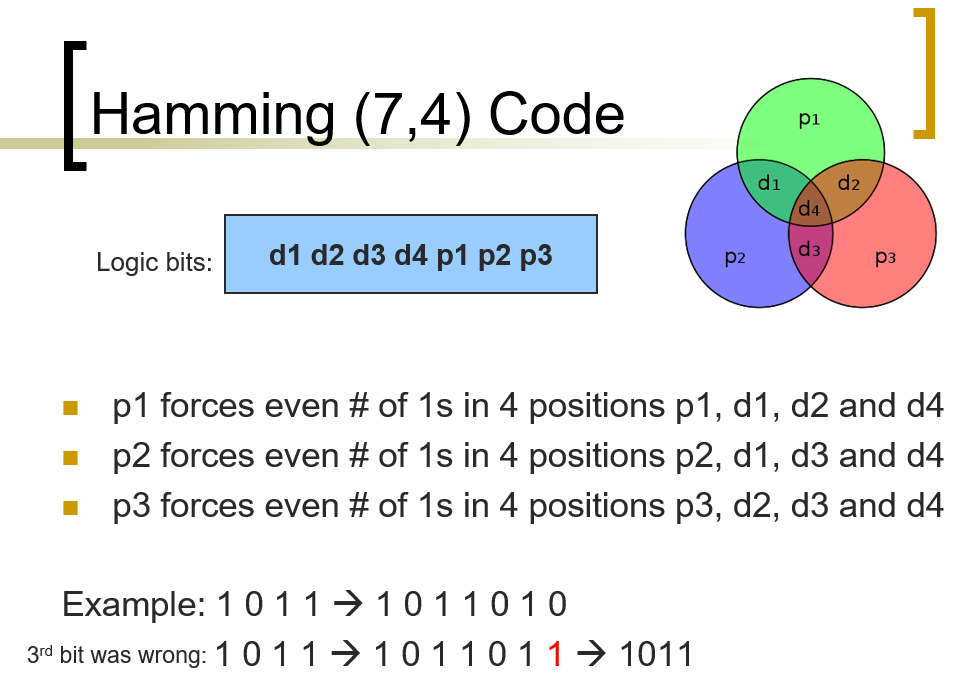 Hamming (7,4) Code
p1
d1
d2
d4
d3
p2
p3
Logic bits:
d1 d2 d3 d4 p1 p2 p3
p1 forces even # of 1s in 4 positions p1, d1, d2 and d4
p2 forces even # of 1s in 4 positions p2, d1, d3 and d4
p3 forces even # of 1s in 4 positions p3, d2, d3 and d4
Example: 1 0 1 1 → 1 0 1 1 0 1 0
3rd bit was wrong: 1 0 1 1 → 1 0 1 1 0 1 1 → 1011